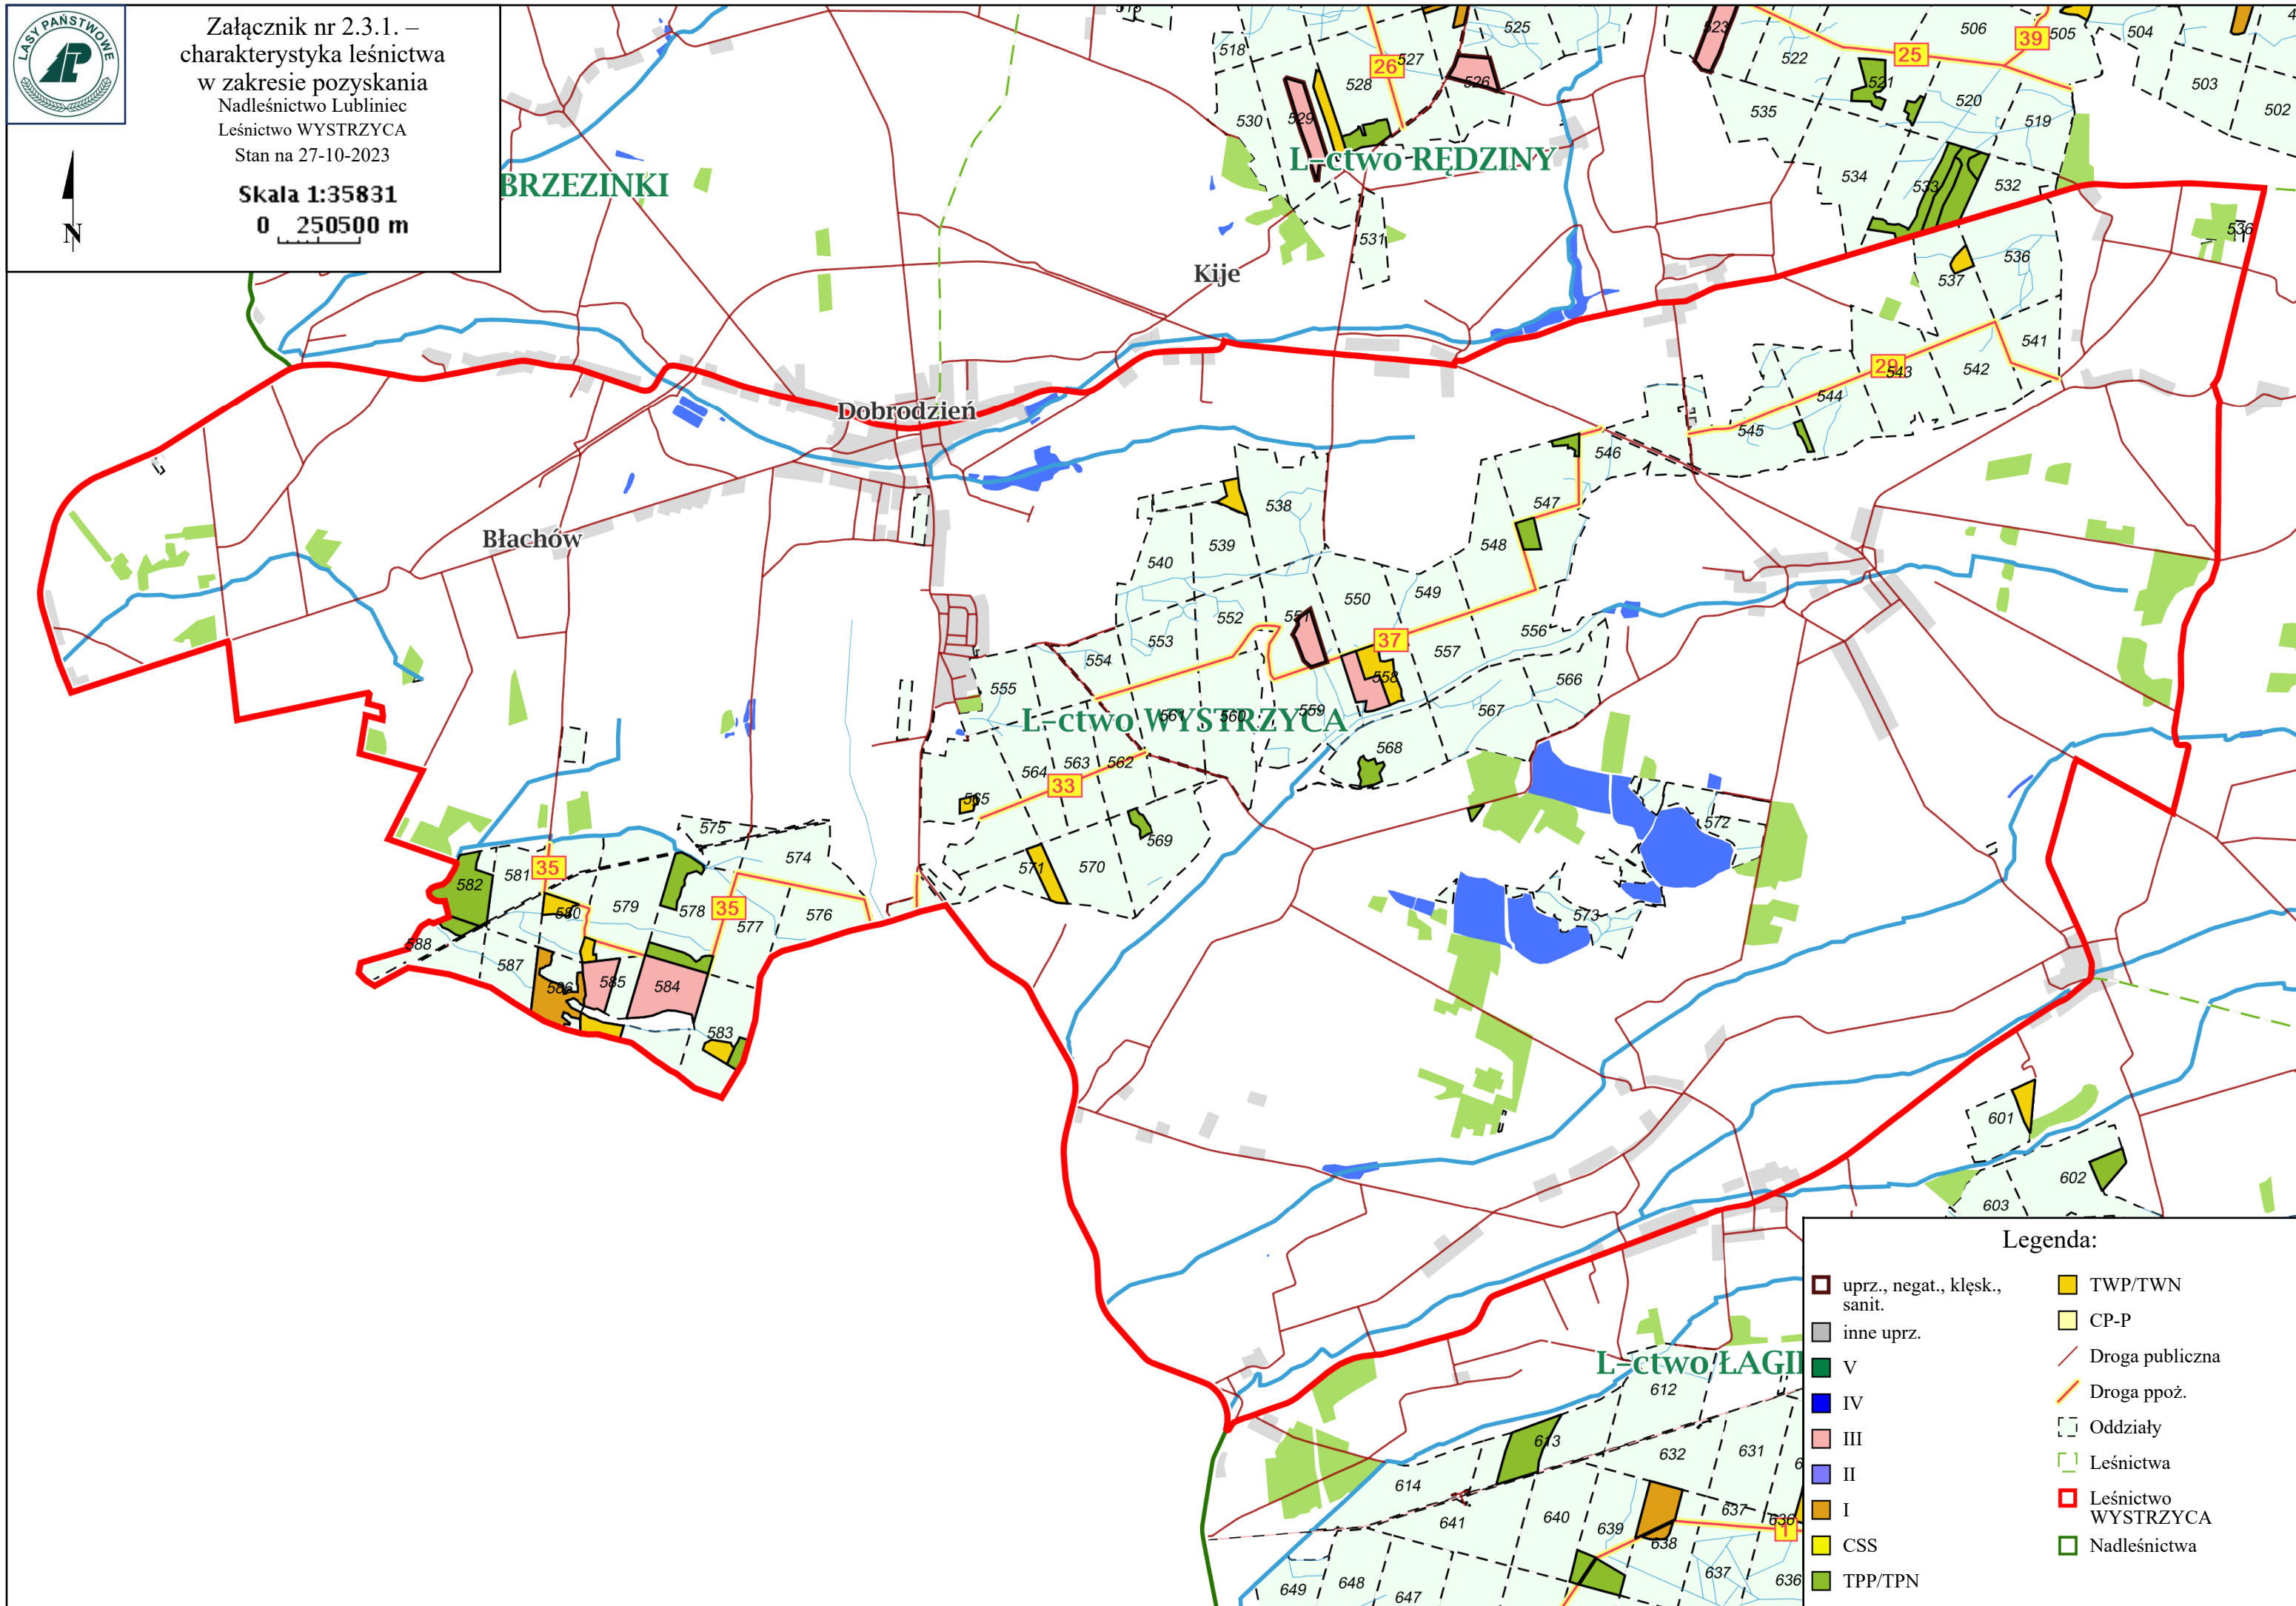 LASY PAŃSTWOWE
Załącznik nr 2.3.1. –
charakterystyka leśnictwa
w zakresie pozyskania
Nadleśnictwo Lubliniec
Leśnictwo WYSTRZYCA
Stan na 27-10-2023
Skala 1:35831
0 250500 m
N
518
525
523
506
39
505
504
527
26
528
526
522
25
521
503
502
530
529
535
520
519
L-ctwo RĘDZINY
BRZEZINKI
534
533
532
531
536
536
Kije
537
541
29
543
542
544
Dobrodzień
545
546
547
538
Błachów
539
548
540
550
549
552
551
553
37
556
557
554
558
566
555
559
567
561
560
L-ctwo WYSTRZYCA
568
564
563
562
33
565
572
575
569
574
35
581
571
570
582
580
579
578
35
577
576
573
588
587
586
585
584
583
601
602
603
L-ctwo ŁAGI
612
613
632
631
614
641
640
639
637
636
1
638
637
636
649
648
647
Legenda:
uprz., negat., klęsk.,
sanit.
inne uprz.
V
IV
III
II
I
CSS
TPP/TPN
TWP/TWN
CP-P
Droga publiczna
Droga ppoż.
Oddziały
Leśnictwa
Leśnictwo
WYSTRZYCA
Nadleśnictwa